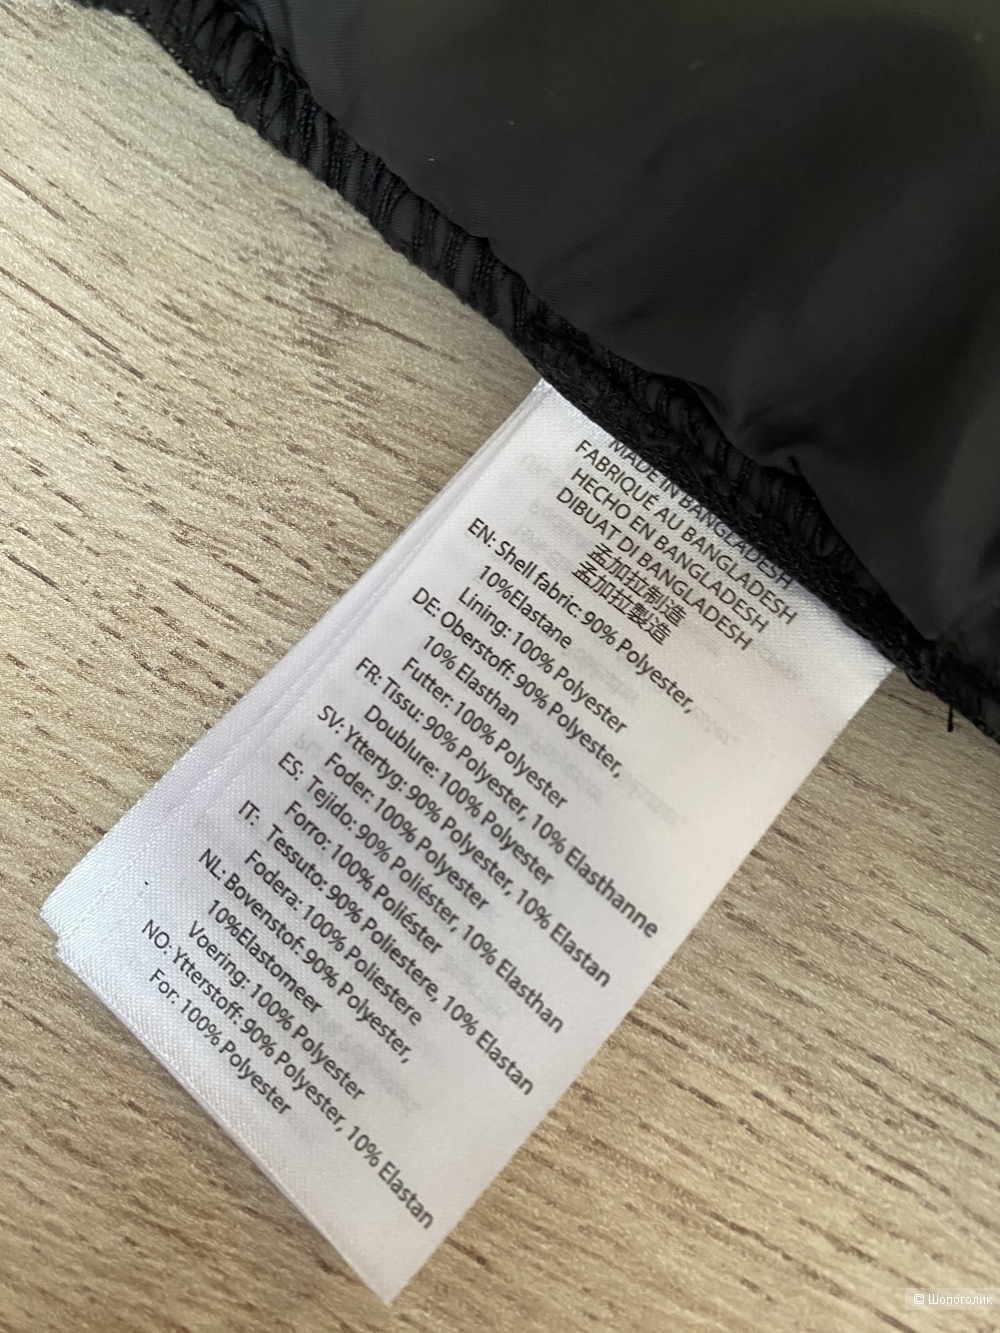 MADE IN BANGLADESH
FABRIQUÉ AU BANGLADESH
HECHO EN BANGLADESH
DIBUAT DI BANGLADESH
孟加拉制造
孟加拉製造
EN: Shell fabric: 90% Polyester,
10%Elastane
Lining: 100% Polyester
DE: Oberstoff: 90% Polyester,
10% Elasthan
Futter: 100% Polyester
FR: Tissu: 90% Polyester, 10% Elasthanne
Doublure: 100% Polyester
SV: Yttertyg: 90% Polyester, 10% Elastan
Foder: 100% Polyester
ES: Tejido: 90% Poliéster, 10% Elasthan
Forro: 100% Poliéster
IT: Tessuto: 90% Poliestere, 10% Elastan
Fodera: 100% Poliestere
NL: Bovenstof: 90% Polyester,
10%Elastomeer
Voering: 100% Polyester
NO: Ytterstoff: 90% Polyester, 10% Elastan
For: 100% Polyester
© Шопоголик